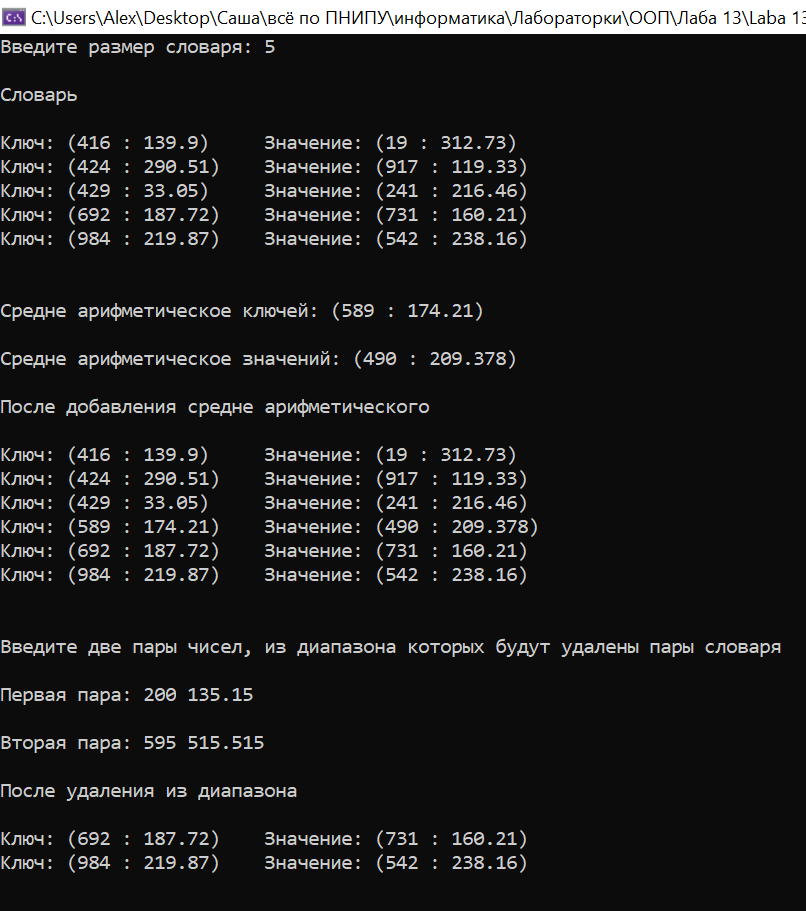 C:\Users\Alex\Desktop\Саша\всё по ПНИПУ\информатика\Лабораторки\ООП\Лаба 13\Laba 13
Введите размер словаря: 5
Словарь
Ключ: (416 : 139.9) Значение: (19 : 312.73)
Ключ: (424 : 290.51) Значение: (917 : 119.33)
Ключ: (429 : 33.05) Значение: (241 : 216.46)
Ключ: (692 : 187.72) Значение: (731 : 160.21)
Ключ: (984 : 219.87) Значение: (542 : 238.16)
Средне арифметическое ключей: (589 : 174.21)
Средне арифметическое значений: (490 : 209.378)
После добавления средне арифметического
Ключ: (416 : 139.9) Значение: (19 : 312.73)
Ключ: (424 : 290.51) Значение: (917 : 119.33)
Ключ: (429 : 33.05) Значение: (241 : 216.46)
Ключ: (589 : 174.21) Значение: (490 : 209.378)
Ключ: (692 : 187.72) Значение: (731 : 160.21)
Ключ: (984 : 219.87) Значение: (542 : 238.16)
Введите две пары чисел, из диапазона которых будут удалены пары словаря
Первая пара: 200 135.15
Вторая пара: 595 515.515
После удаления из диапазона
Ключ: (692 : 187.72) Значение: (731 : 160.21)
Ключ: (984 : 219.87) Значение: (542 : 238.16)